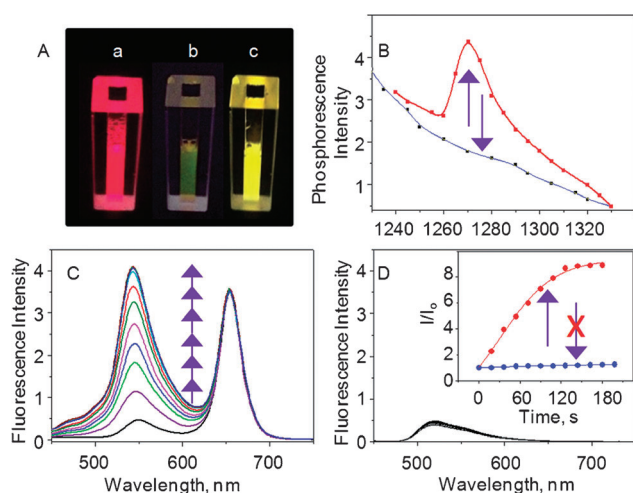 A
a b c
B
Phosphorescence
Intensity
4
3
2
1
1240 1260 1280 1300 1320
C
Fluorescence Intensity
4
3
2
1
0
500 600 700
Wavelength, nm
D
Fluorescence Intensity
4
3
2
1
0
500 600 700
Wavelength, nm
I/Io
8
6
4
2
0
0 60 120 180
Time, s
X